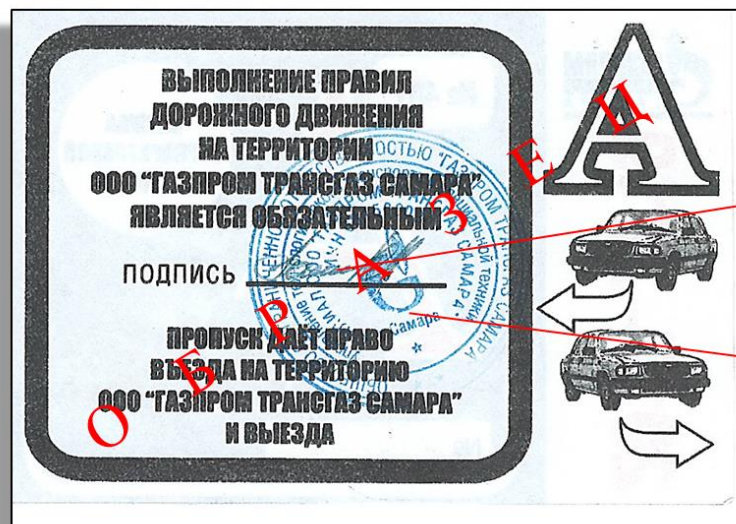 ВЫПОЛНЕНИЕ ПРАВИЛ
ДОРОЖНОГО ДВИЖЕНИЯ
НА ТЕРРИТОРИИ
ООО "ГАЗПРОМ ТРАНСГАЗ САМАРА"
ЯВЛЯЕТСЯ ОБЯЗАТЕЛЬНЫМ
ПОДПИСЬ
ПРОПУСК ДАЁТ ПРАВО
ВЪЕЗДА НА ТЕРРИТОРИЮ
ООО "ГАЗПРОМ ТРАНСГАЗ САМАРА"
И ВЫЕЗДА
А
ОБРАЗЕЦ